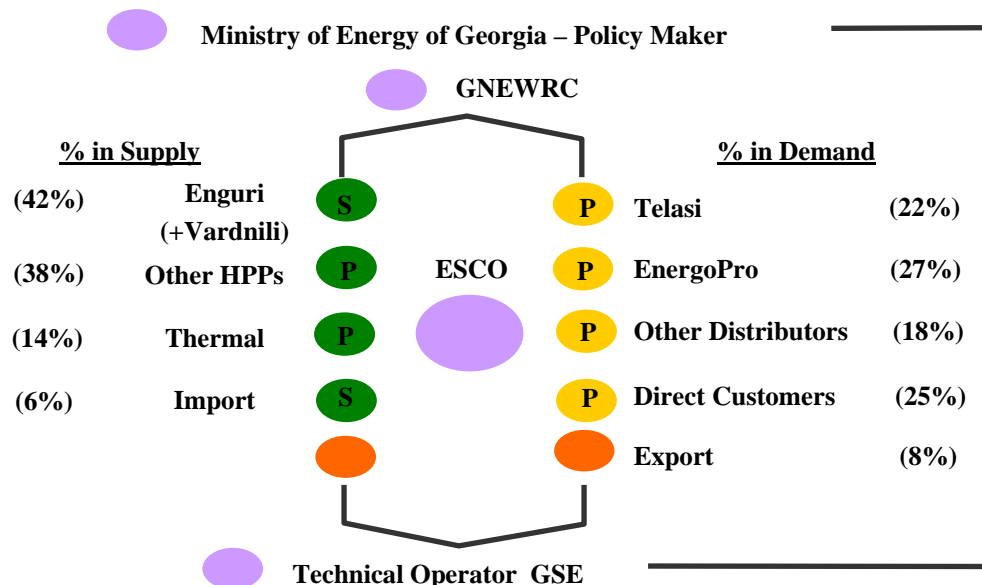 Ministry of Energy of Georgia – Policy Maker
GNEWRC
% in Supply
% in Demand
(42%) Enguri (+Vardnili) S
P Telasi (22%)
(38%) Other HPPs P
ESCO
P EnergoPro (27%)
(14%) Thermal P
P Other Distributors (18%)
(6%) Import S
P Direct Customers (25%)
Export (8%)
Technical Operator GSE